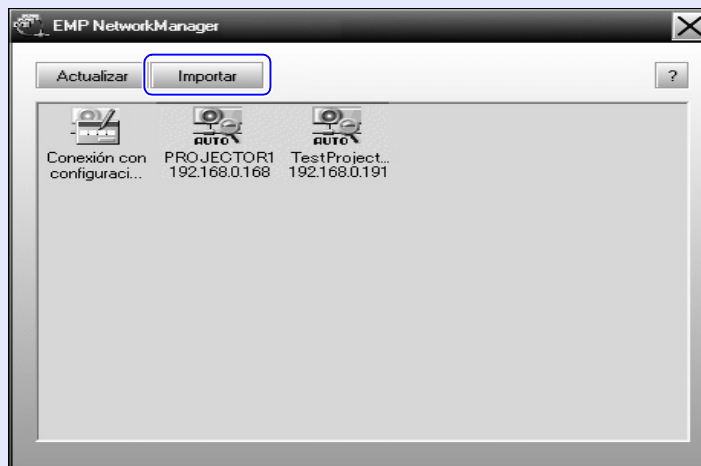 EMP NetworkManager
Actualizar
Importar
?
AUTO
AUTO
Conexión con
configuraci...
PROJECTOR1
192.168.0.168
TestProject...
192.168.0.191